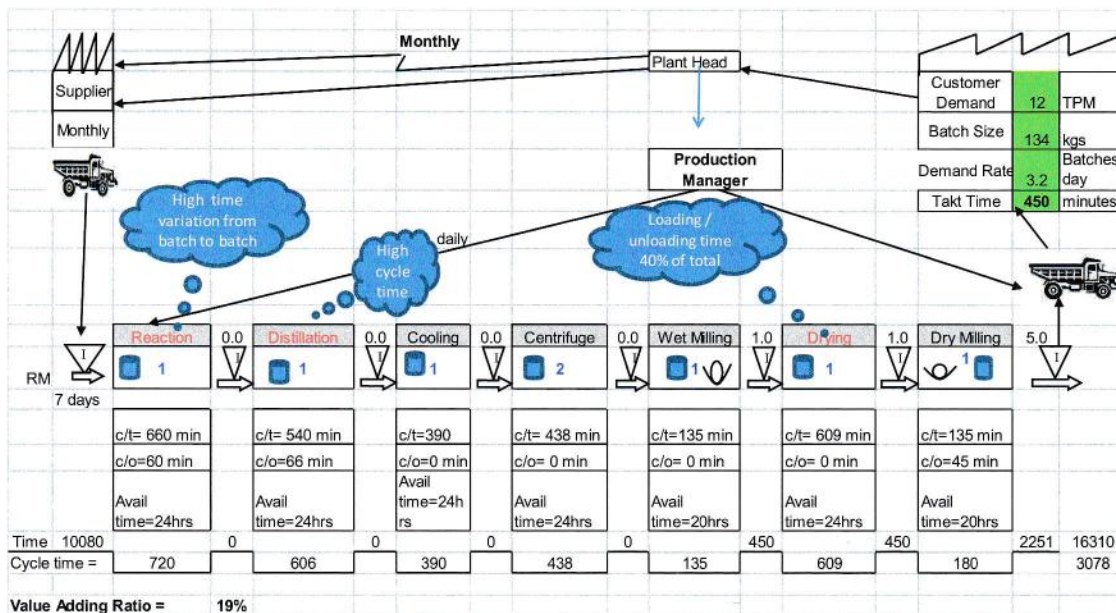 Monthly
Plant Head
Supplier
Monthly
Customer
Demand 12 TPM
Batch Size 134 kgs
Demand Rate 3.2 Batches
day
Takt Time 450 minutes
Production
Manager
High time
variation from
batch to batch
daily
High
cycle
time
Loading /
unloading time
40% of total
Reaction 0.0 Distillation 0.0 Cooling 0.0 Centrifuge 0.0 Wet Milling 1.0 Drying 1.0 Dry Milling 5.0
RM I 1 I 1 I 1 I 2 I 1 I 1 I 1 I
7 days
c/t= 660 min c/t= 540 min c/t=390 c/t= 438 min c/t=135 min c/t= 609 min c/t=135 min
c/o=60 min c/o=66 min c/o=0 min c/o= 0 min c/o= 0 min c/o= 0 min c/o=45 min
Avail
time=24hrs
Avail
time=24hrs
Avail
time=24h
rs
Avail
time=24hrs
Avail
time=20hrs
Avail
time=24hrs
Avail
time=20hrs
Time 10080 0 0 0 0 450 450 2251 16310
Cycle time = 720 606 390 438 135 609 180 3078
Value Adding Ratio = 19%